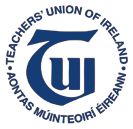 TEACHERS' UNION OF IRELAND
TUI
AONTAS MÚINTEOIRÍ ÉIREANN